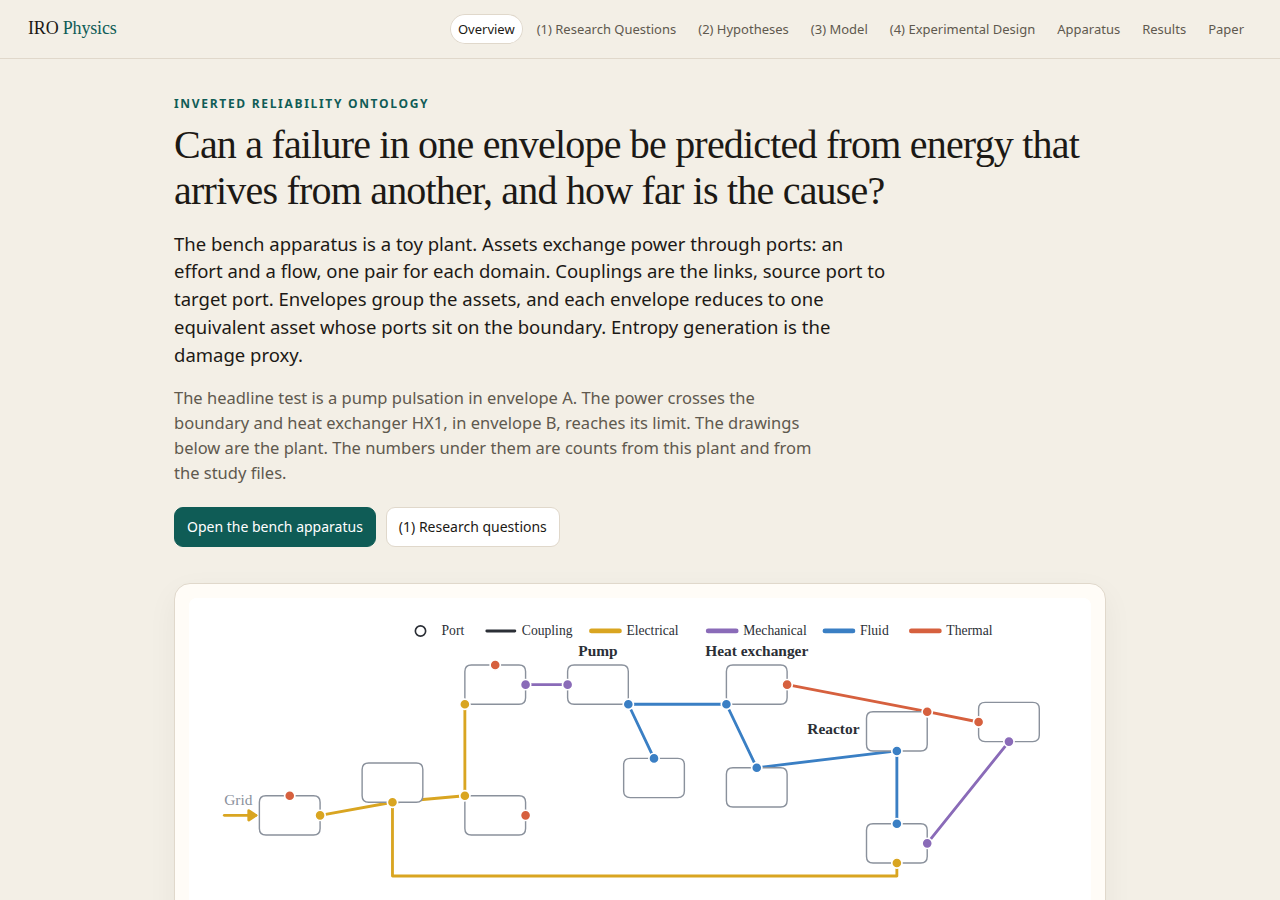 IRO Physics
Overview
(1) Research Questions
(2) Hypotheses
(3) Model
(4) Experimental Design
Apparatus
Results
Paper
INVERTED RELIABILITY ONTOLOGY
Can a failure in one envelope be predicted from energy that
arrives from another, and how far is the cause?
The bench apparatus is a toy plant. Assets exchange power through ports: an
effort and a flow, one pair for each domain. Couplings are the links, source port to
target port. Envelopes group the assets, and each envelope reduces to one
equivalent asset whose ports sit on the boundary. Entropy generation is the
damage proxy.
The headline test is a pump pulsation in envelope A. The power crosses the
boundary and heat exchanger HX1, in envelope B, reaches its limit. The drawings
below are the plant. The numbers under them are counts from this plant and from
the study files.
Open the bench apparatus
(1) Research questions
Port
Coupling
Electrical
Mechanical
Fluid
Thermal
Pump
Heat exchanger
Reactor
Grid